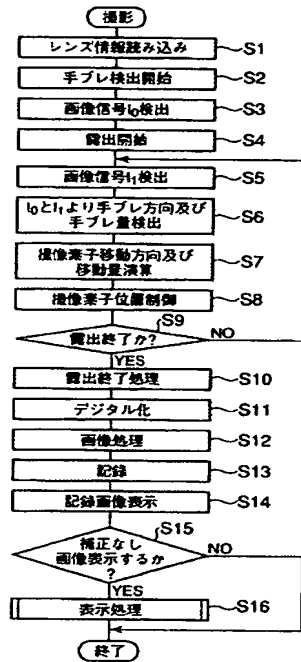 撮影
レンズ情報読み込み S1
手ブレ検出開始 S2
画像信号I₀検出 S3
露出開始 S4
画像信号I₁検出 S5
I₀とI₁より手ブレ方向及び
手ブレ量検出 S6
撮像素子移動方向及び
移動量演算 S7
撮像素子位置制御 S8
S9
露出終了か? NO
YES
露出終了処理 S10
デジタル化 S11
画像処理 S12
記録 S13
記録画像表示 S14
S15
補正なし
画像表示するか
? NO
YES
表示処理 S16
終了